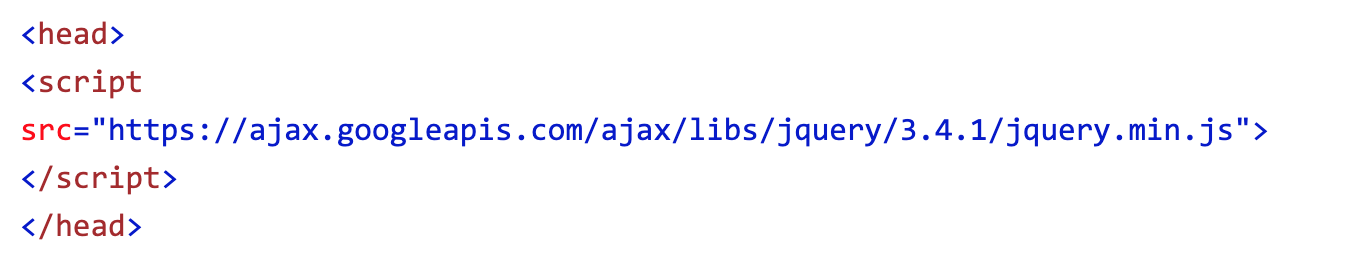 <head>
<script
src="https://ajax.googleapis.com/ajax/libs/jquery/3.4.1/jquery.min.js">
</script>
</head>